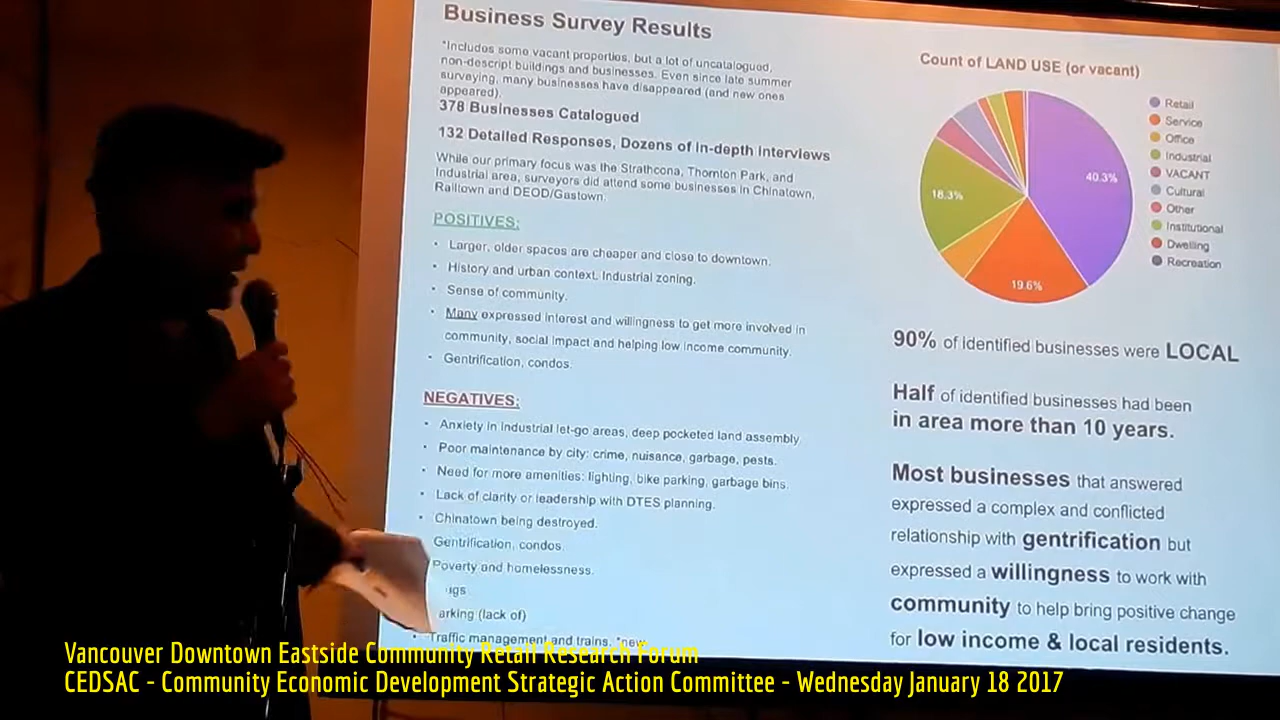 Business Survey Results
*Includes some vacant properties, but a lot of uncatalogued,
non-descript buildings and businesses. Even since late summer
surveying, many businesses have disappeared (and new ones
appeared).
378 Businesses Catalogued
132 Detailed Responses, Dozens of In-depth Interviews
While our primary focus was the Strathcona, Thornton Park, and
Industrial area, surveyors did attend some businesses in Chinatown,
Railtown and DEOD/Gastown.
POSITIVES:
• Larger, older spaces are cheaper and close to downtown.
• History and urban context. Industrial zoning.
• Sense of community.
• Many expressed interest and willingness to get more involved in
community, social impact and helping low income community.
• Gentrification, condos.
NEGATIVES:
• Anxiety in industrial let-go areas, deep pocketed land assembly
• Poor maintenance by city: crime, nuisance, garbage, pests.
• Need for more amenities: lighting, bike parking, garbage bins.
• Lack of clarity or leadership with DTES planning.
• Chinatown being destroyed.
Gentrification, condos.
Poverty and homelessness.
ugs
arking (lack of)
• Traffic management and trains. *new
Count of LAND USE (or vacant)
40.3%
18.3%
19.6%
Retail
Service
Office
Industrial
VACANT
Cultural
Other
Institutional
Dwelling
Recreation
90% of identified businesses were LOCAL
Half of identified businesses had been
in area more than 10 years.
Most businesses that answered
expressed a complex and conflicted
relationship with gentrification but
expressed a willingness to work with
community to help bring positive change
for low income & local residents.
Vancouver Downtown Eastside Community Retail Research Forum
CEDSAC - Community Economic Development Strategic Action Committee - Wednesday January 18 2017